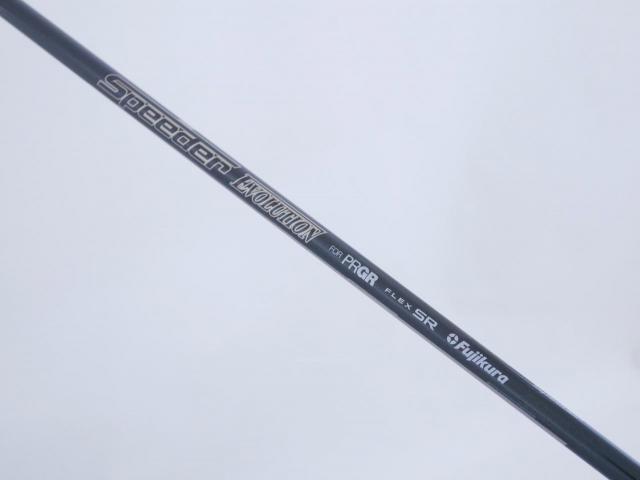 Speeder EVOLUTION FOR PRGR FLEX SR Fujikura